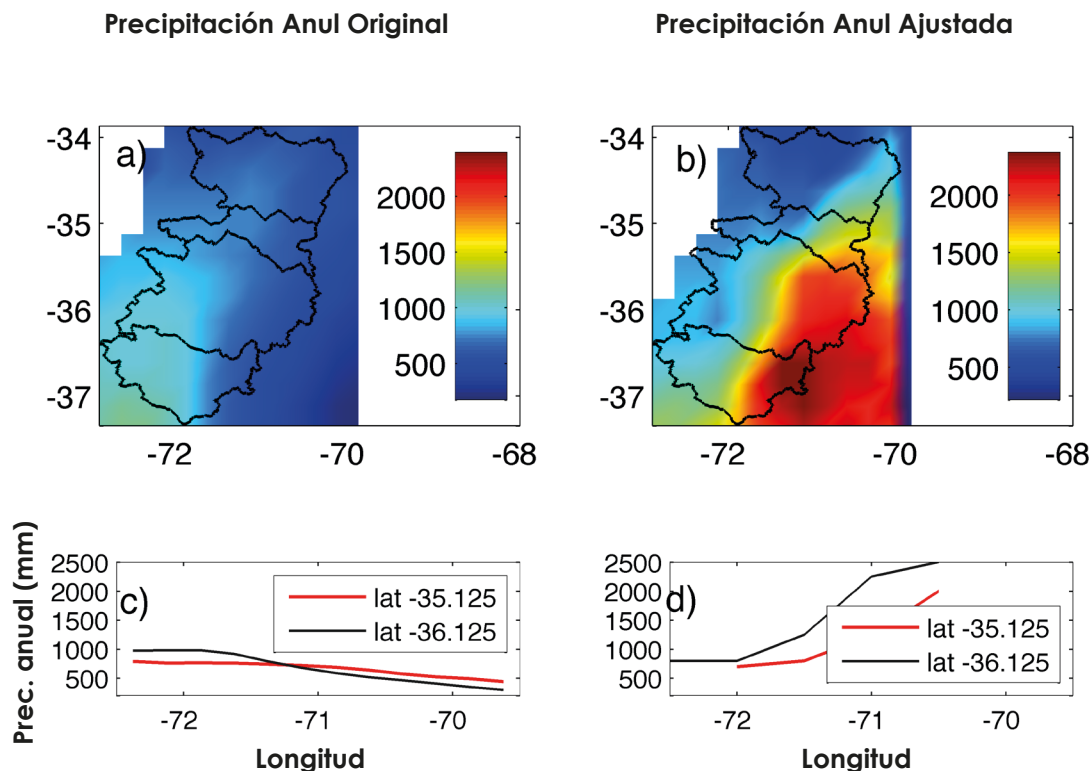 Precipitación Anul Original
Precipitación Anul Ajustada
a)
-34
-35
-36
-37
-72
-70
-68
2000
1500
1000
500
b)
-34
-35
-36
-37
-72
-70
-68
2000
1500
1000
500
Prec. anual (mm)
c)
2500
2000
1500
1000
500
lat -35.125
lat -36.125
-72
-71
-70
Longitud
d)
2500
2000
1500
1000
500
lat -35.125
lat -36.125
-72
-71
-70
Longitud